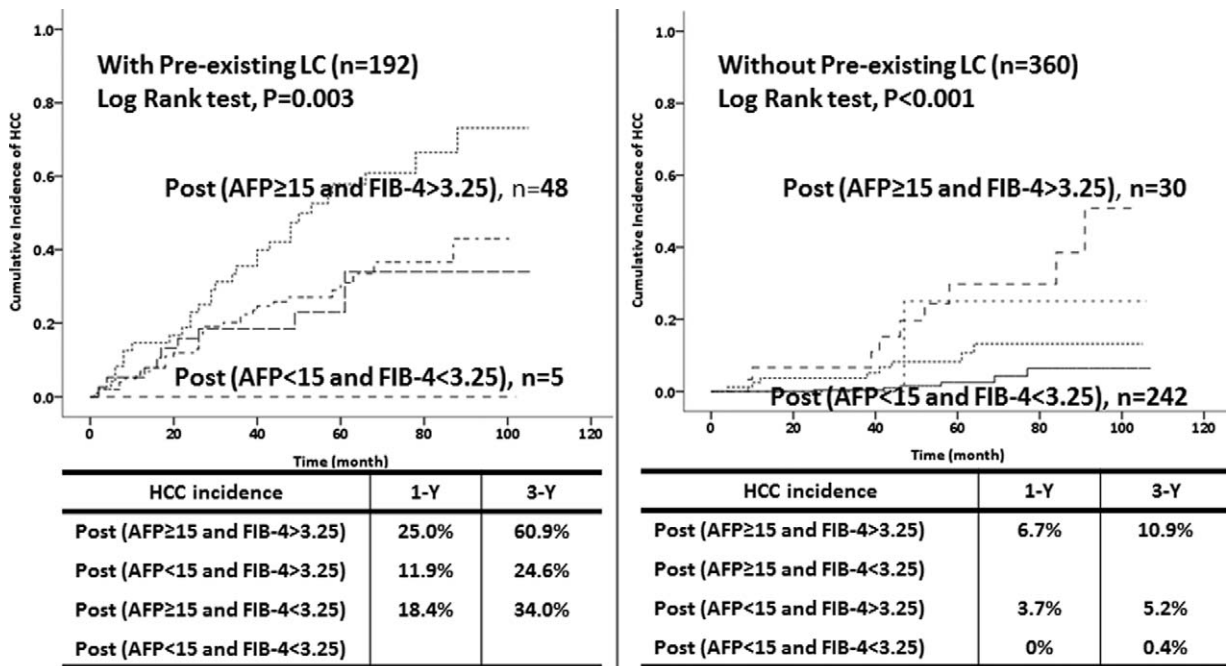 With Pre-existing LC (n=192)
Log Rank test, P=0.003
Post (AFP≥15 and FIB-4>3.25), n=48
Post (AFP<15 and FIB-4<3.25), n=5
Cumulative Incidence of HCC
1.0
0.8
0.6
0.4
0.2
0.0
0 20 40 60 80 100 120
Time (month)
HCC incidence 1-Y 3-Y
Post (AFP≥15 and FIB-4>3.25) 25.0% 60.9%
Post (AFP<15 and FIB-4>3.25) 11.9% 24.6%
Post (AFP≥15 and FIB-4<3.25) 18.4% 34.0%
Post (AFP<15 and FIB-4<3.25)
Without Pre-existing LC (n=360)
Log Rank test, P<0.001
Post (AFP≥15 and FIB-4>3.25), n=30
Post (AFP<15 and FIB-4<3.25), n=242
Cumulative Incidence of HCC
1.0
0.8
0.6
0.4
0.2
0.0
0 20 40 60 80 100 120
Time (month)
HCC incidence 1-Y 3-Y
Post (AFP≥15 and FIB-4>3.25) 6.7% 10.9%
Post (AFP≥15 and FIB-4<3.25)
Post (AFP<15 and FIB-4>3.25) 3.7% 5.2%
Post (AFP<15 and FIB-4<3.25) 0% 0.4%